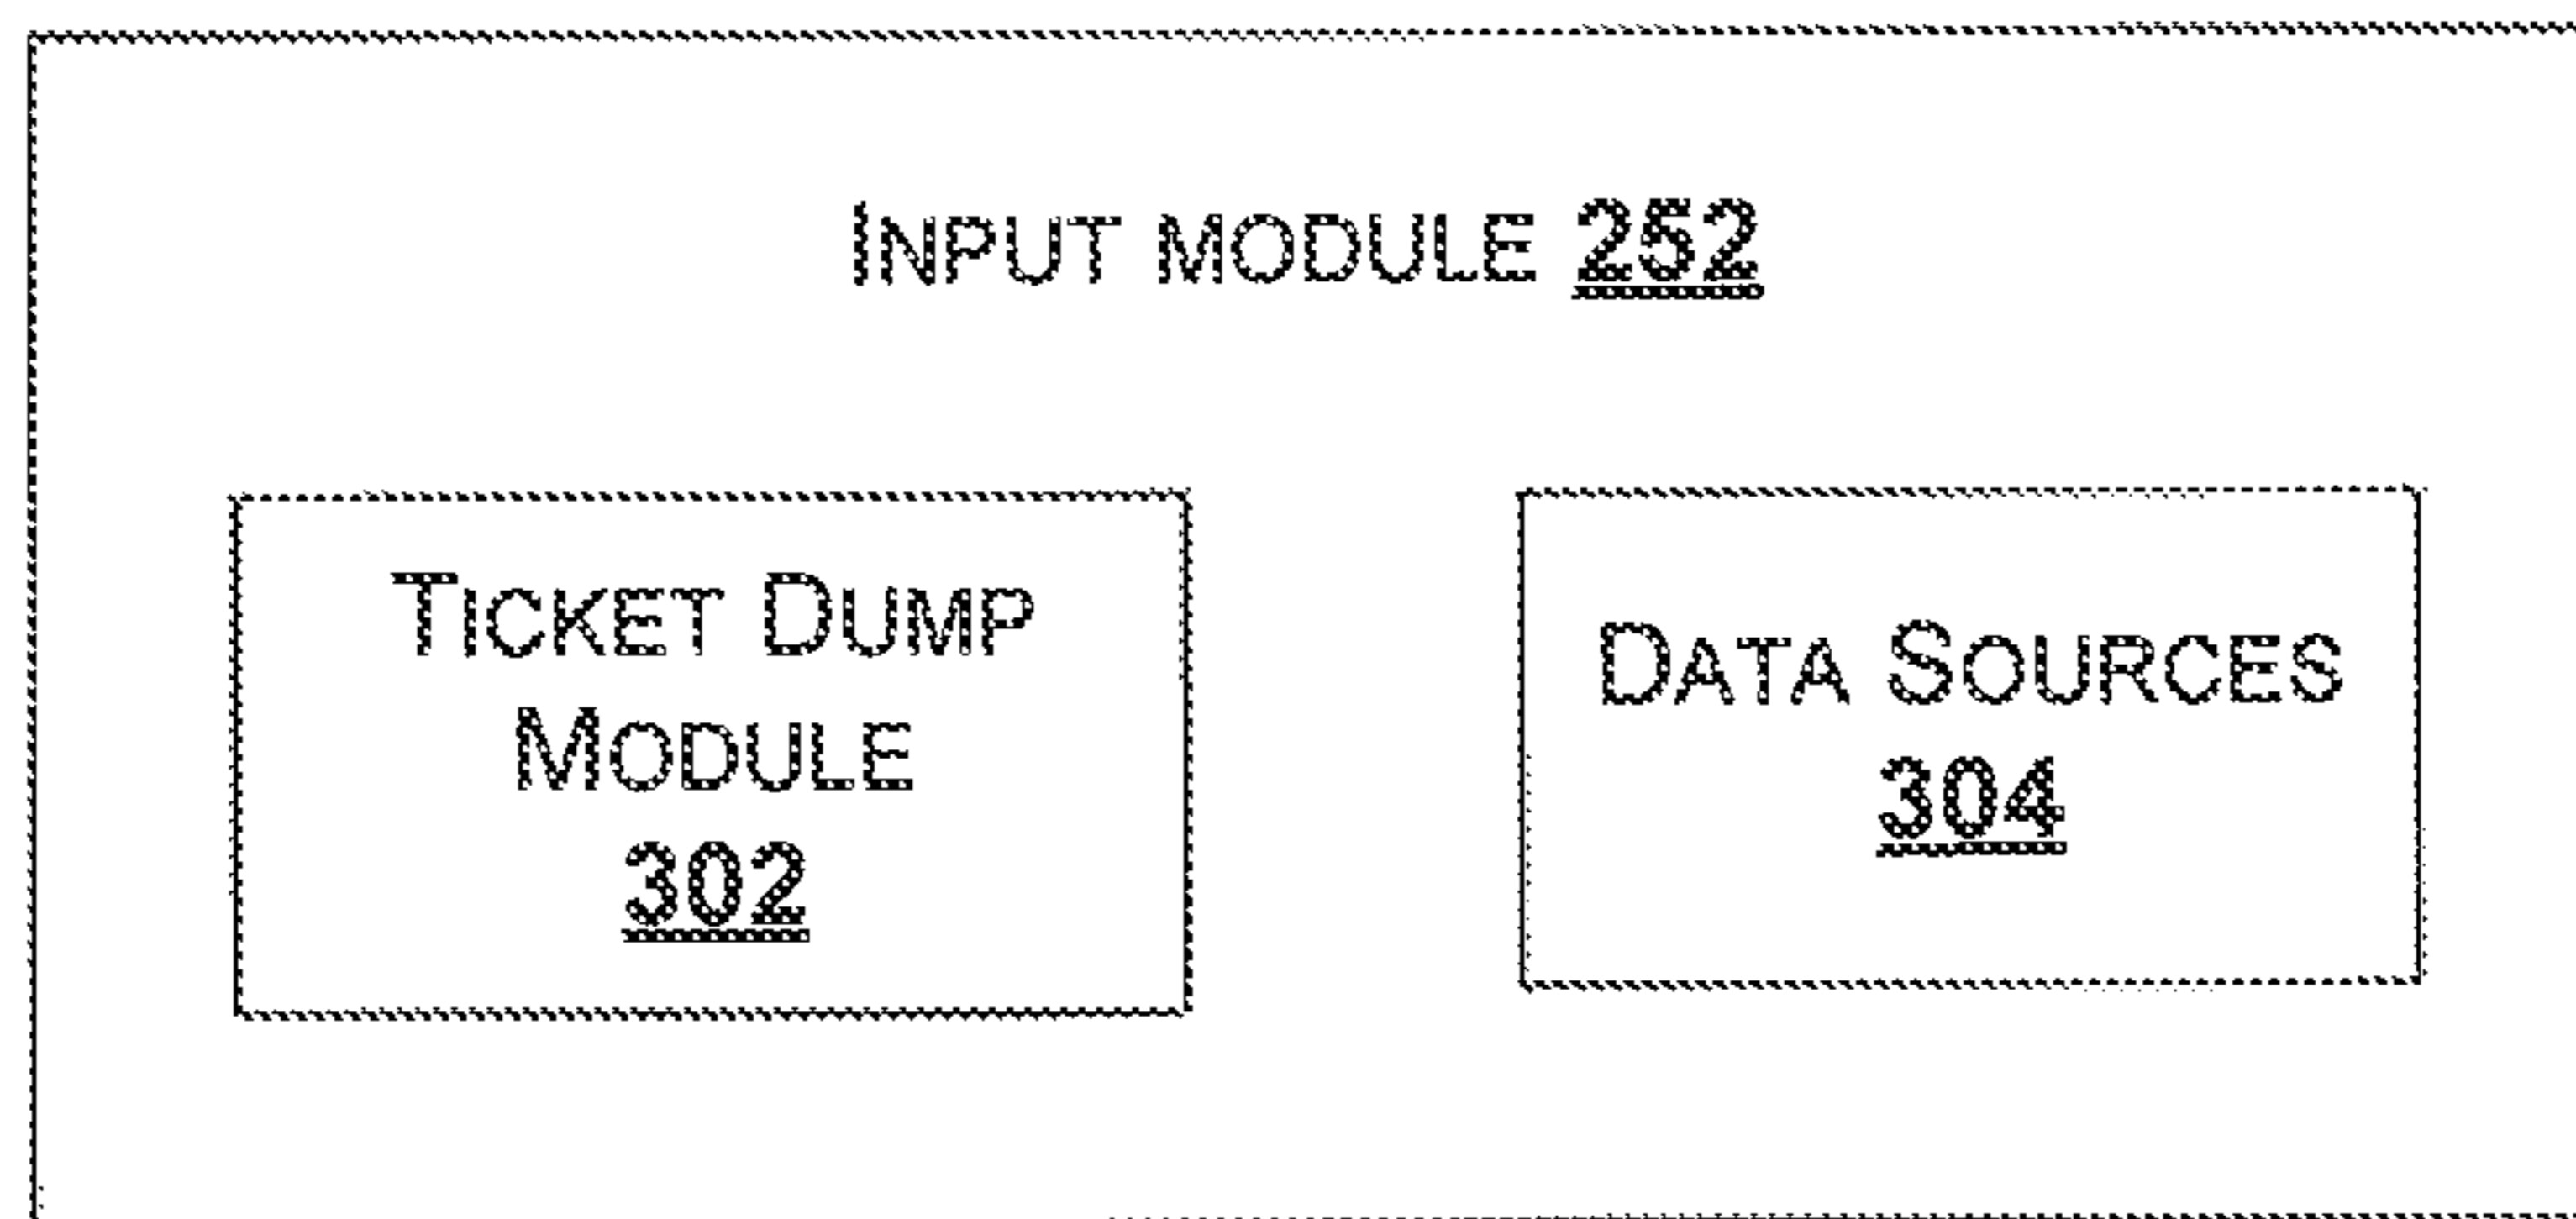 INPUT MODULE 252
TICKET DUMP
MODULE
302
DATA SOURCES
304